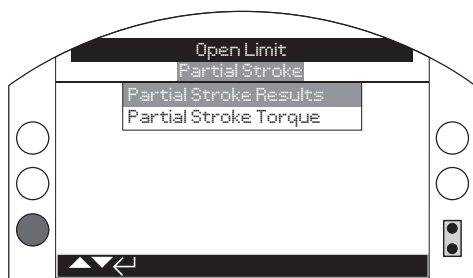 Open Limit
Partial Stroke
Partial Stroke Results
Partial Stroke Torque